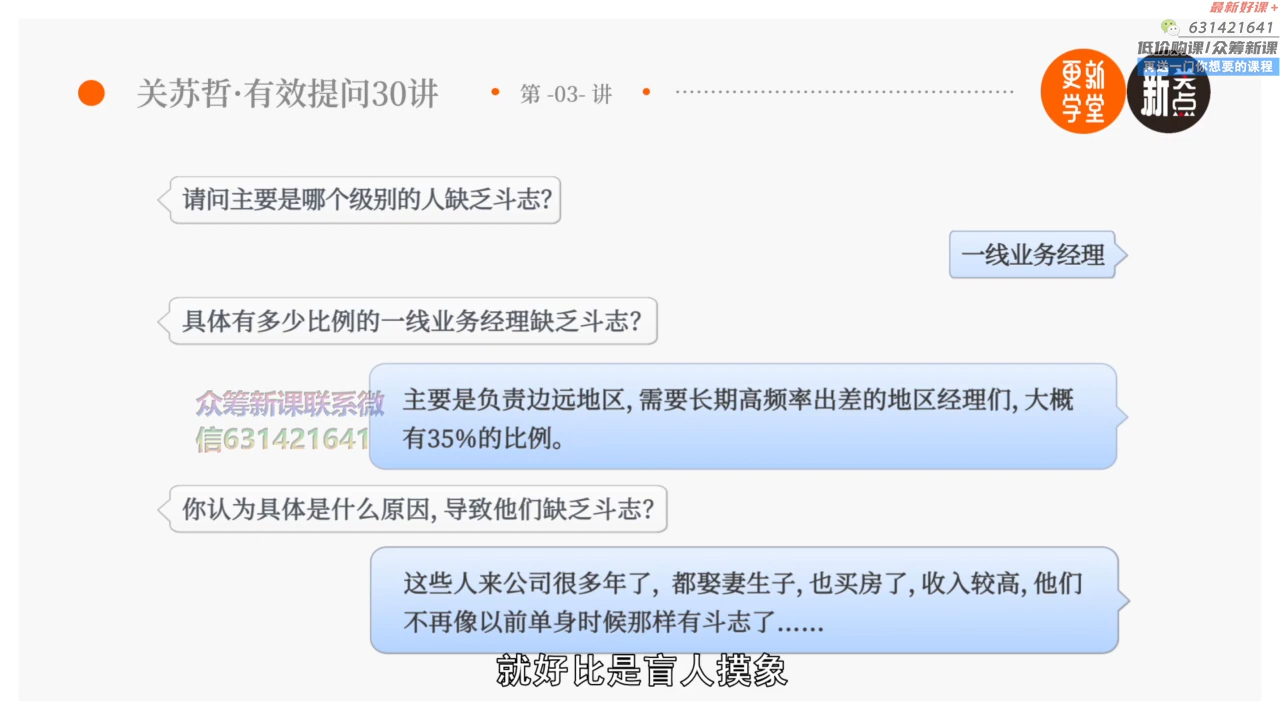 最新好课+
631421641
低价购课/众筹新课
再送一门你想要的课程
关苏哲·有效提问30讲 • 第 -03- 讲 •
更新
学堂
新
点
请问主要是哪个级别的人缺乏斗志?
一线业务经理
具体有多少比例的一线业务经理缺乏斗志?
主要是负责边远地区, 需要长期高频率出差的地区经理们, 大概
有35%的比例。
众筹新课联系微
信631421641
你认为具体是什么原因, 导致他们缺乏斗志?
这些人来公司很多年了, 都娶妻生子, 也买房了, 收入较高, 他们
不再像以前单身时候那样有斗志了……
就好比是盲人摸象